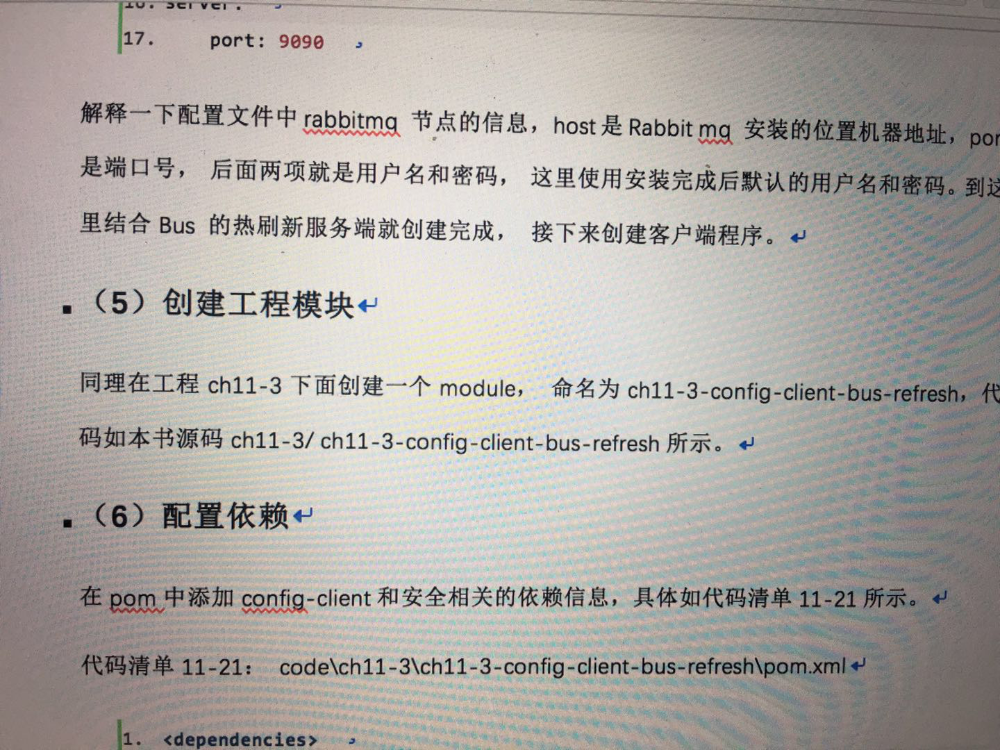 16. server:
17. port: 9090
解释一下配置文件中 rabbitmq 节点的信息，host 是 Rabbit mq 安装的位置机器地址，por
是端口号， 后面两项就是用户名和密码， 这里使用安装完成后默认的用户名和密码。到这
里结合 Bus 的热刷新服务端就创建完成， 接下来创建客户端程序。
（5）创建工程模块
同理在工程 ch11-3 下面创建一个 module， 命名为 ch11-3-config-client-bus-refresh，代
码如本书源码 ch11-3/ ch11-3-config-client-bus-refresh 所示。
（6）配置依赖
在 pom 中添加 config-client 和安全相关的依赖信息，具体如代码清单 11-21 所示。
代码清单 11-21： code\ch11-3\ch11-3-config-client-bus-refresh\pom.xml
1. <dependencies>